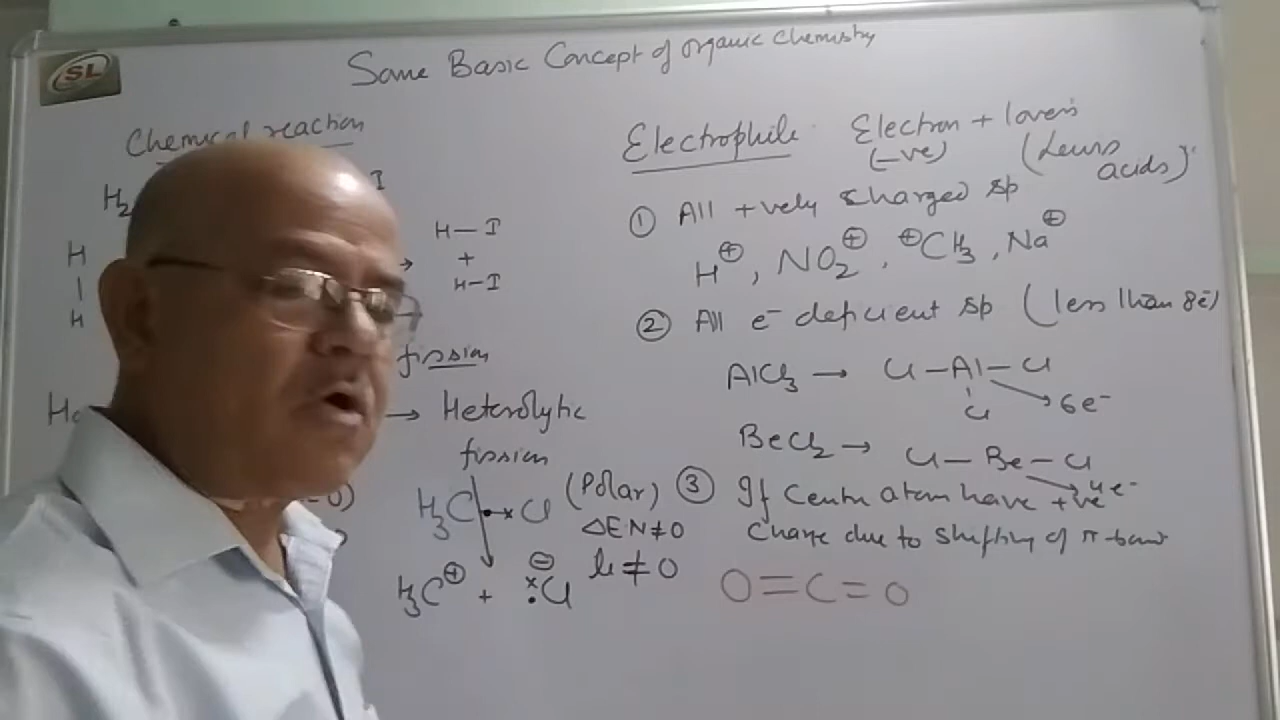 SL
Some Basic Concept of Organic Chemistry
Chemical reaction
H2
I
H
|
H
H—I
+
H-I
fission
→ Heterolytic
fission
H3C •× Cl (Polar)
ΔEN≠0
H3C⊕ + ו Cl⊖ μ≠0
Electrophile Electron + lovers
(-ve) (Lewis acids)
① All +vely charged sp
H⊕, NO2⊕, ⊕CH3, Na⊕
② All e- deficient sp (less than 8e-)
AlCl3 → Cl—Al—Cl
Cl
6e-
BeCl2 → Cl—Be—Cl
4e-
③ If Centre atom have +ve
charge due to shifting of π-bond
O=C=O